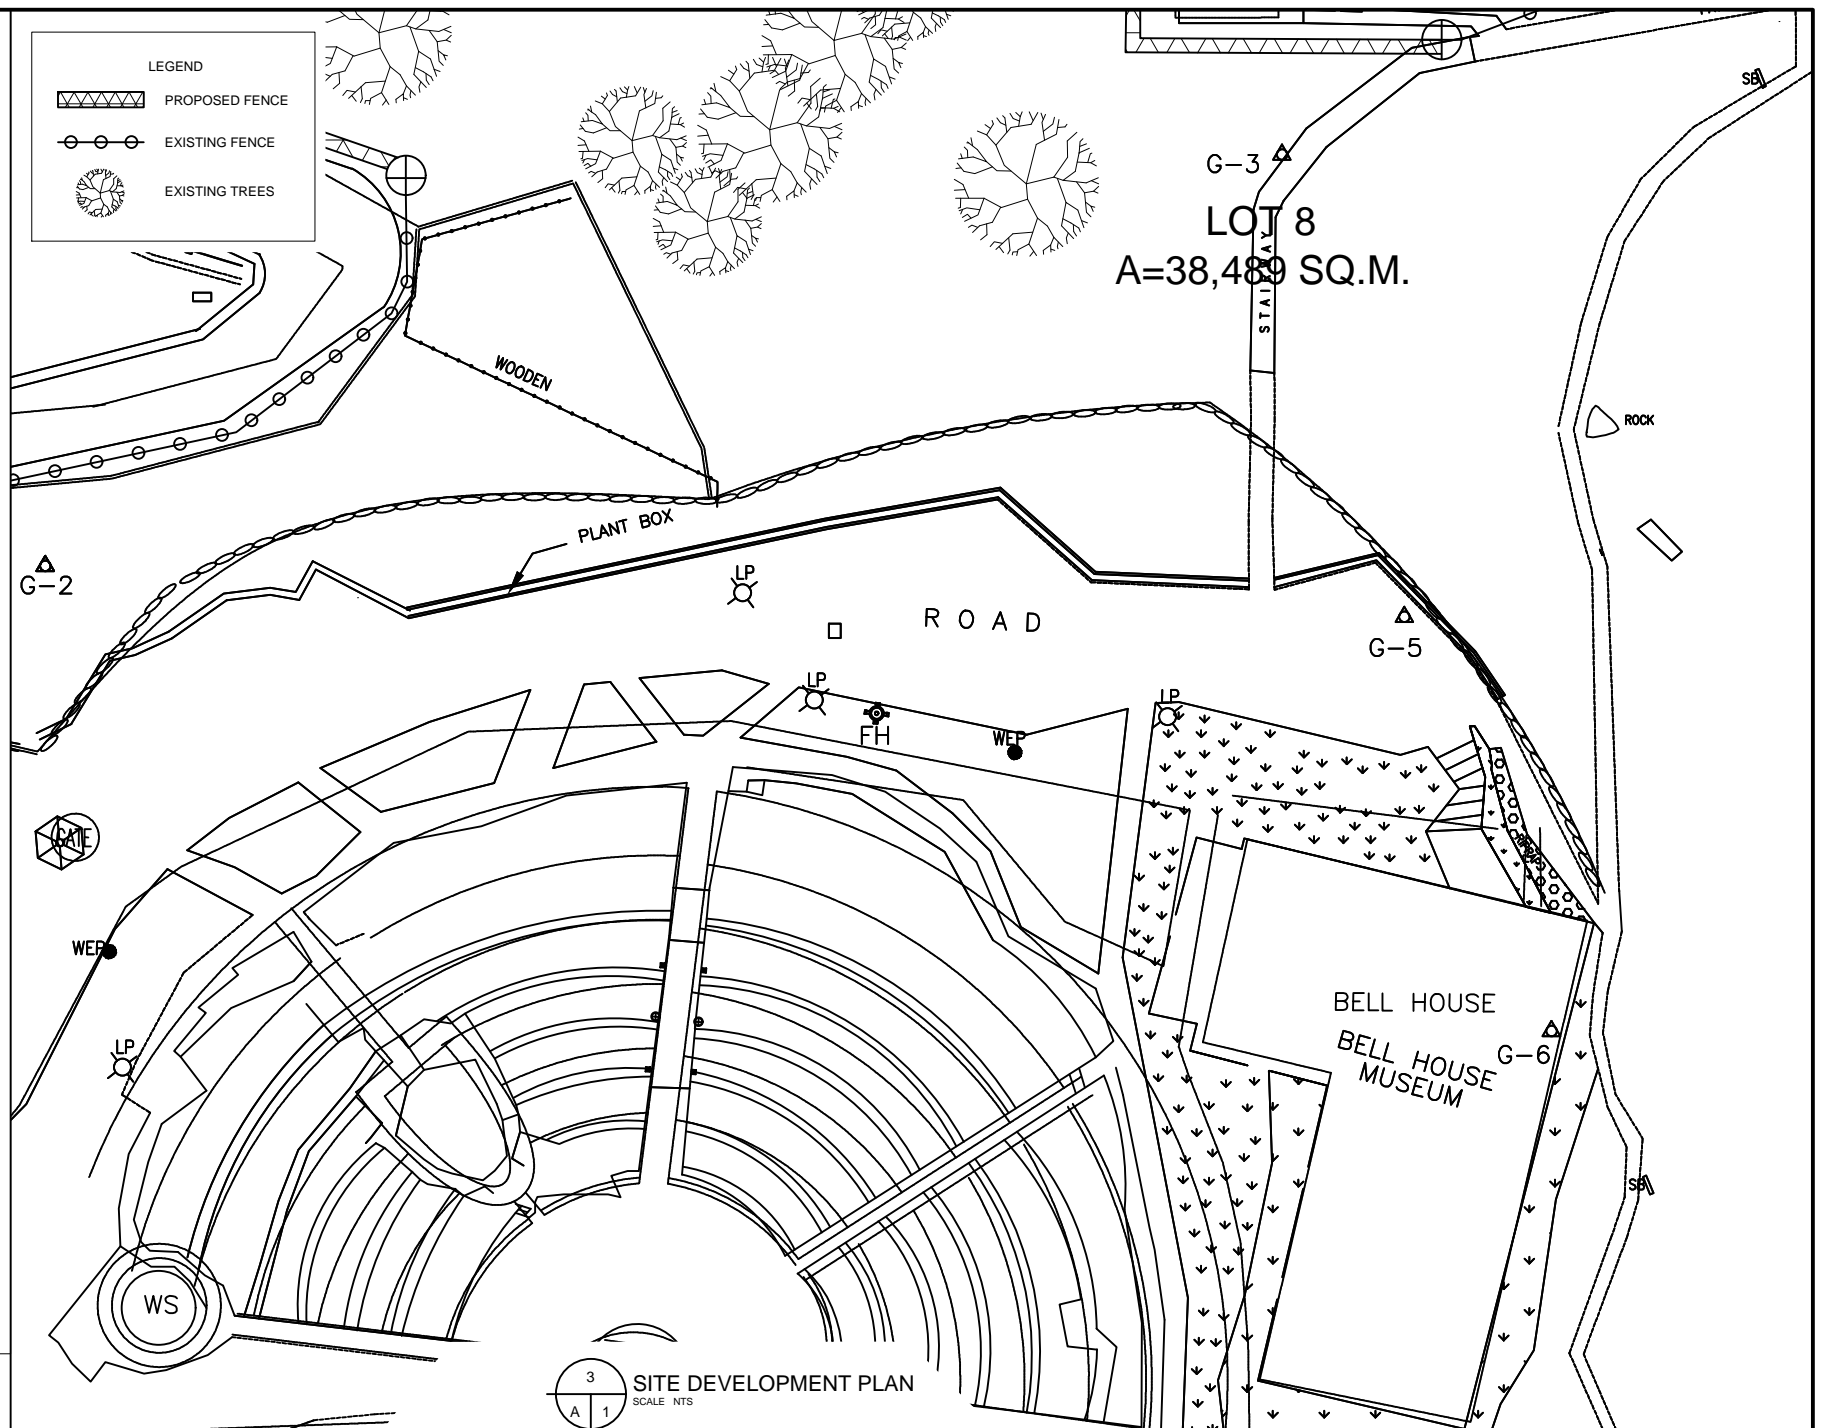 LEGEND
PROPOSED FENCE
EXISTING FENCE
EXISTING TREES
SB
G-3
LOT 8
A=38,489 SQ.M.
STAIRWAY
WOODEN
ROCK
PLANT BOX
G-2
LP
ROAD
G-5
LP
LP
FH
WEP
GATE
RIPRAP
WEP
BELL HOUSE
G-6
BELL HOUSE
MUSEUM
LP
SB
WS
3
A 1
SITE DEVELOPMENT PLAN
SCALE NTS